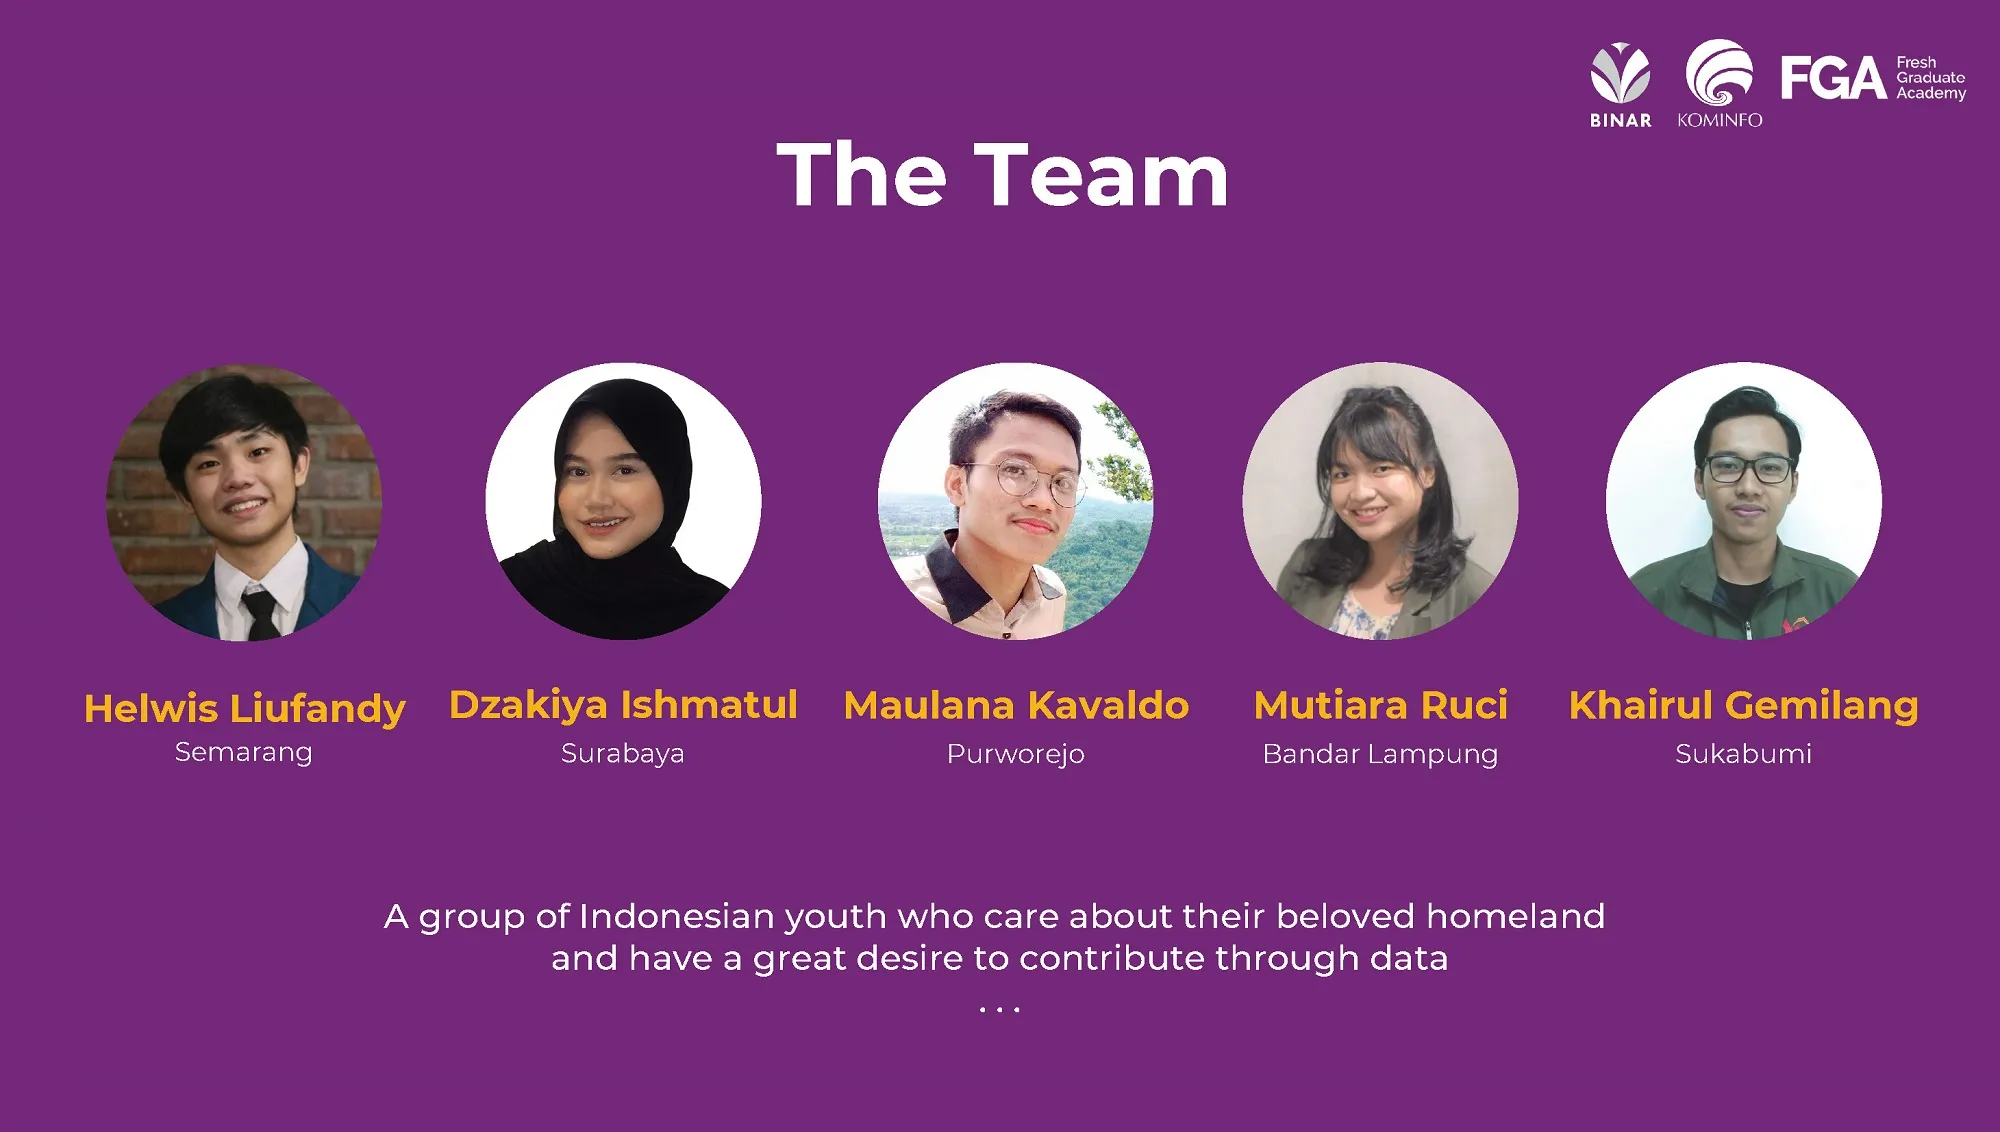 BINAR
KOMINFO
FGA
Fresh
Graduate
Academy
The Team
Helwis Liufandy
Semarang
Dzakiya Ishmatul
Surabaya
Maulana Kavaldo
Purworejo
Mutiara Ruci
Bandar Lampung
Khairul Gemilang
Sukabumi
A group of Indonesian youth who care about their beloved homeland
and have a great desire to contribute through data
...